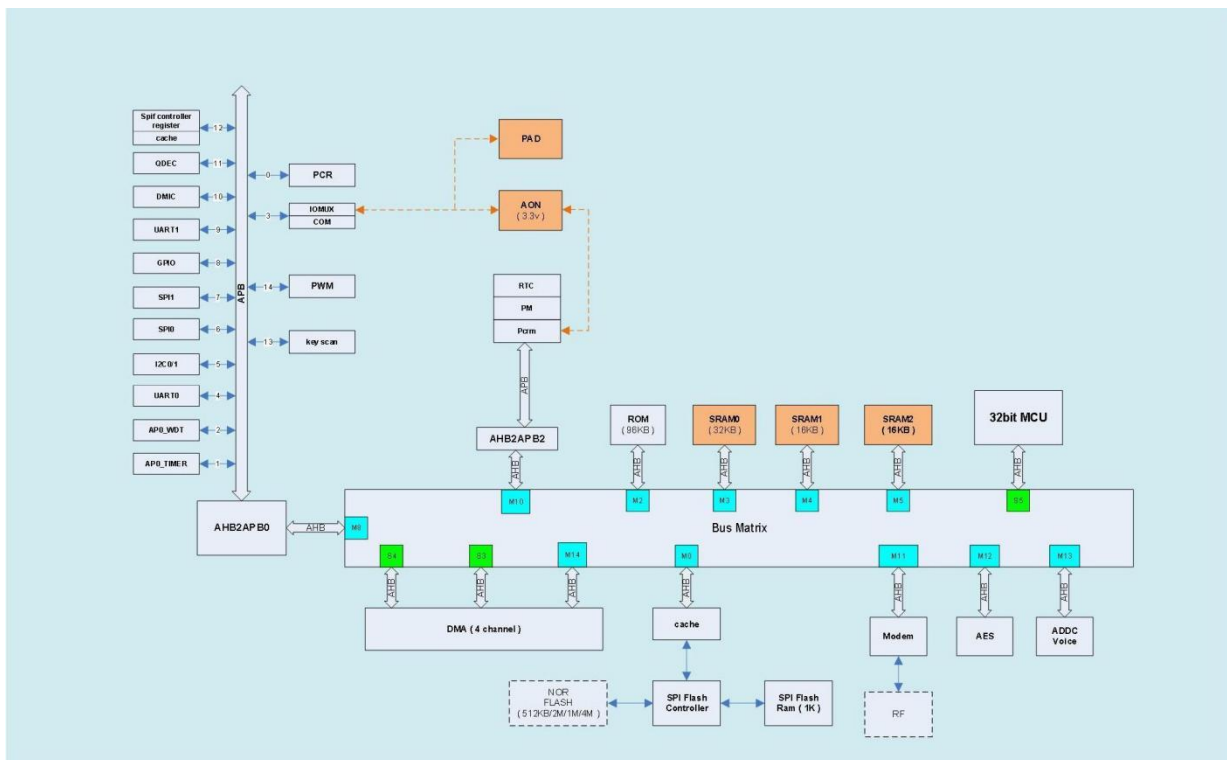 Spif controller
register
cache
12
QDEC
11
DMIC
10
UART1
9
GPIO
8
SPI1
7
SPI0
6
I2C0/1
5
UART0
4
AP0_WDT
2
AP0_TIMER
1
APB
0
PCR
3
IOMUX
COM
14
PWM
13
key scan
PAD
AON
( 3.3v )
RTC
PM
Pcrm
APB
AHB2APB2
AHB
ROM
( 96KB )
AHB
SRAM0
( 32KB )
AHB
SRAM1
( 16KB )
AHB
SRAM2
( 16KB )
AHB
32bit MCU
AHB
AHB2APB0
AHB
M8
M10
M2
M3
M4
M5
S5
Bus Matrix
S4
S3
M14
M0
M11
M12
M13
AHB
AHB
AHB
AHB
AHB
AHB
AHB
DMA ( 4 channel )
cache
Modem
AES
ADDC
Voice
NOR
FLASH
( 512KB/2M/1M/4M )
SPI Flash
Controller
SPI Flash
Ram ( 1K )
RF